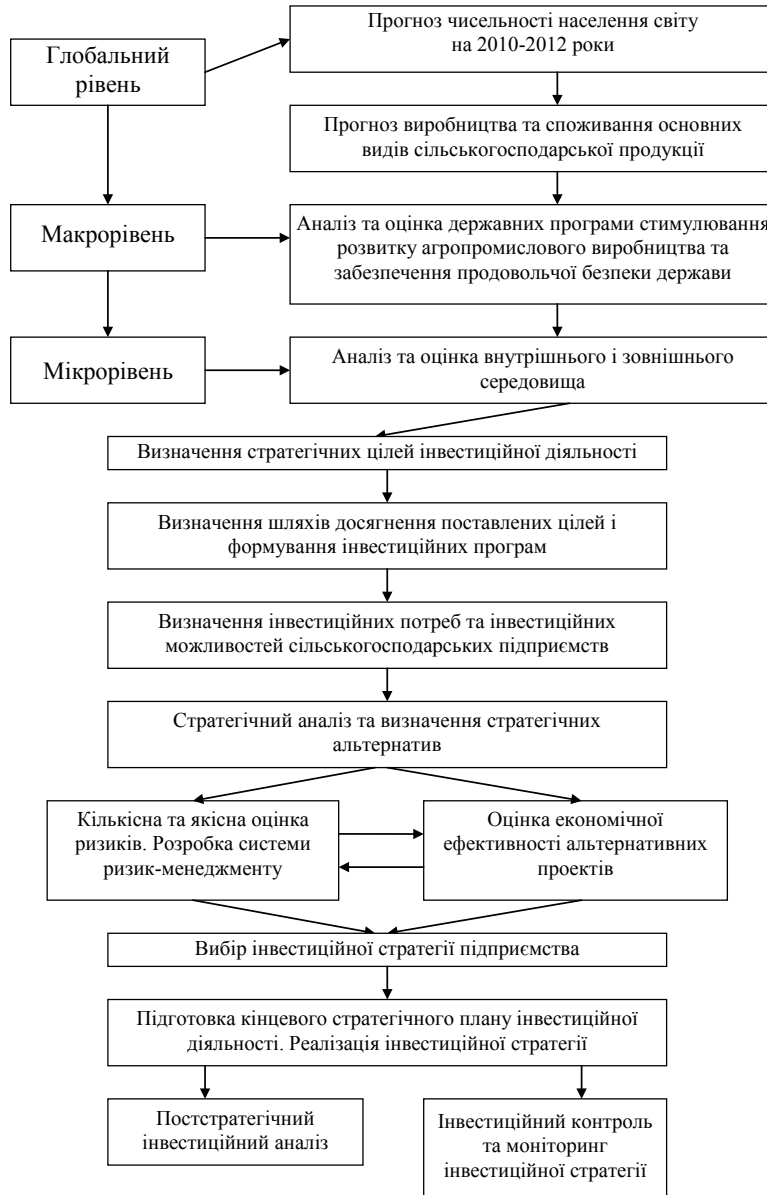 Глобальний
рівень
Прогноз чисельності населення світу
на 2010-2012 роки
Прогноз виробництва та споживання основних
видів сільськогосподарської продукції
Макрорівень
Аналіз та оцінка державних програми стимулювання
розвитку агропромислового виробництва та
забезпечення продовольчої безпеки держави
Мікрорівень
Аналіз та оцінка внутрішнього і зовнішнього
середовища
Визначення стратегічних цілей інвестиційної діяльності
Визначення шляхів досягнення поставлених цілей і
формування інвестиційних програм
Визначення інвестиційних потреб та інвестиційних
можливостей сільськогосподарських підприємств
Стратегічний аналіз та визначення стратегічних
альтернатив
Кількісна та якісна оцінка
ризиків. Розробка системи
ризик-менеджменту
Оцінка економічної
ефективності альтернативних
проектів
Вибір інвестиційної стратегії підприємства
Підготовка кінцевого стратегічного плану інвестиційної
діяльності. Реалізація інвестиційної стратегії
Постстратегічний
інвестиційний аналіз
Інвестиційний контроль
та моніторинг
інвестиційної стратегії